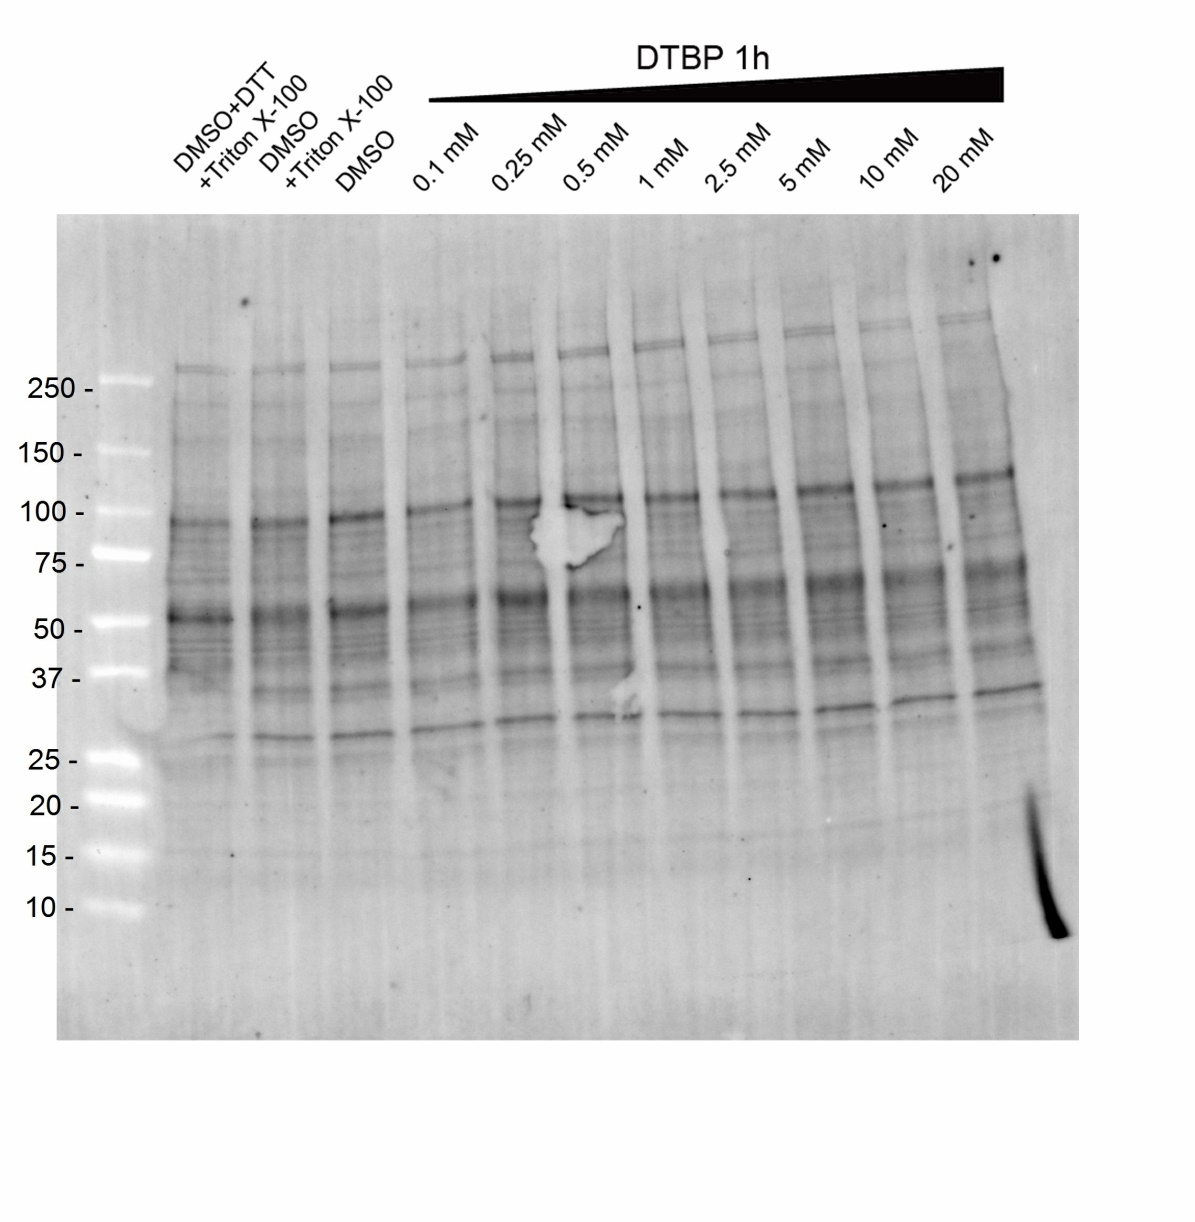 DTBP 1h
DMSO+DTT
+Triton X-100
DMSO
+Triton X-100
DMSO
0.1 mM
0.25 mM
0.5 mM
1 mM
2.5 mM
5 mM
10 mM
20 mM
250 -
150 -
100 -
75 -
50 -
37 -
25 -
20 -
15 -
10 -